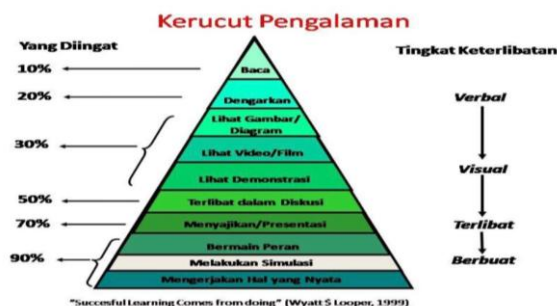 Kerucut Pengalaman
Yang Diingat
Tingkat Keterlibatan
10%
Baca
20%
Dengarkan
Verbal
Lihat Gambar/
Diagram
30%
Lihat Video/Film
Visual
Lihat Demonstrasi
50%
Terlibat dalam Diskusi
70%
Menyajikan/Presentasi
Terlibat
Bermain Peran
90%
Melakukan Simulasi
Berbuat
Mengerjakan Hal yang Nyata
"Succesful Learning Comes from doing" (Wyatt $ Looper, 1999)